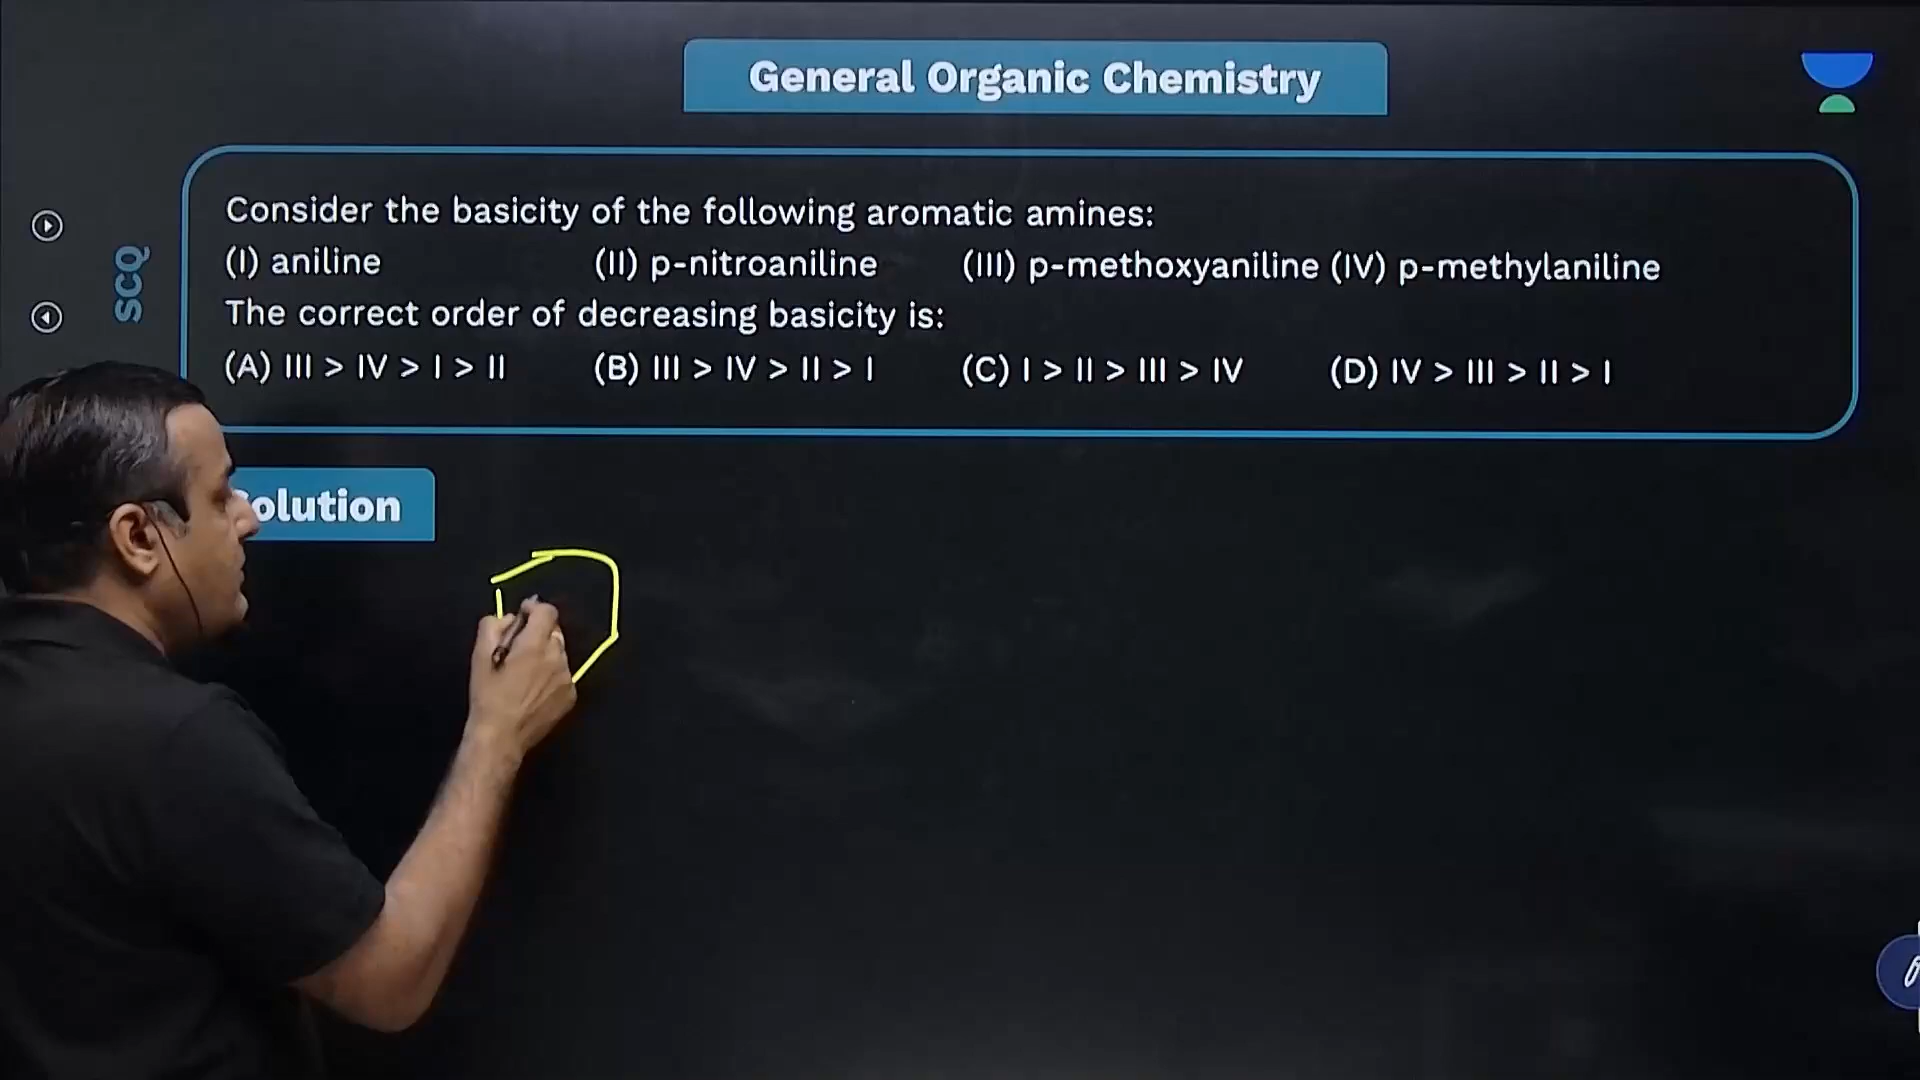 General Organic Chemistry
SCQ
Consider the basicity of the following aromatic amines:
(I) aniline (II) p-nitroaniline (III) p-methoxyaniline (IV) p-methylaniline
The correct order of decreasing basicity is:
(A) III > IV > I > II (B) III > IV > II > I (C) I > II > III > IV (D) IV > III > II > I
olution